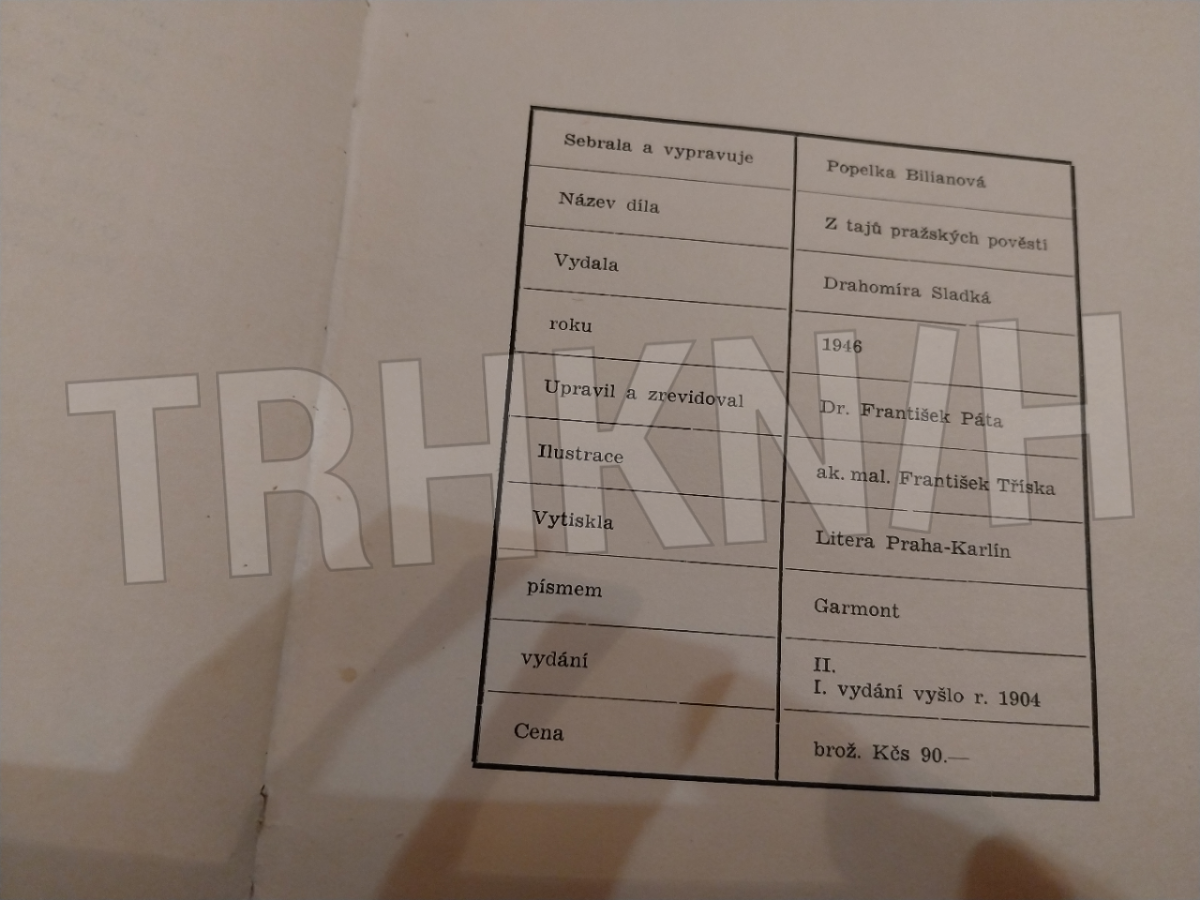 Sebrala a vypravuje Popelka Bilianová
Název díla Z tajů pražských pověstí
Vydala Drahomíra Sladká
roku 1946
Upravil a zrevidoval Dr. František Páta
Ilustrace ak. mal. František Tříska
Vytiskla Litera Praha-Karlín
písmem Garmont
vydání II.
I. vydání vyšlo r. 1904
Cena brož. Kčs 90.—
TRHKNIH